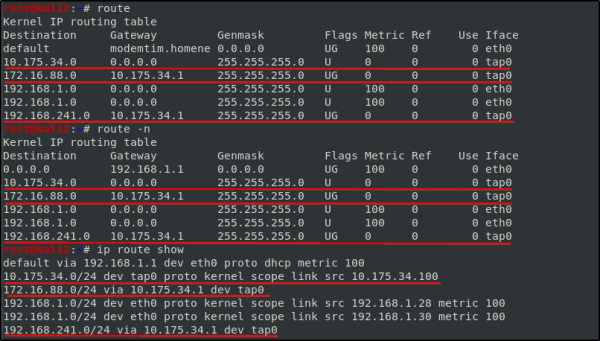 root@kali2:~# route
Kernel IP routing table
Destination     Gateway         Genmask         Flags Metric Ref    Use Iface
default         modemtim.homene 0.0.0.0         UG    100    0        0 eth0
10.175.34.0     0.0.0.0         255.255.255.0   U     0      0        0 tap0
172.16.88.0     10.175.34.1     255.255.255.0   UG    0      0        0 tap0
192.168.1.0     0.0.0.0         255.255.255.0   U     100    0        0 eth0
192.168.1.0     0.0.0.0         255.255.255.0   U     100    0        0 eth0
192.168.241.0   10.175.34.1     255.255.255.0   UG    0      0        0 tap0
root@kali2:~# route -n
Kernel IP routing table
Destination     Gateway         Genmask         Flags Metric Ref    Use Iface
0.0.0.0         192.168.1.1     0.0.0.0         UG    100    0        0 eth0
10.175.34.0     0.0.0.0         255.255.255.0   U     0      0        0 tap0
172.16.88.0     10.175.34.1     255.255.255.0   UG    0      0        0 tap0
192.168.1.0     0.0.0.0         255.255.255.0   U     100    0        0 eth0
192.168.1.0     0.0.0.0         255.255.255.0   U     100    0        0 eth0
192.168.241.0   10.175.34.1     255.255.255.0   UG    0      0        0 tap0
root@kali2:~# ip route show
default via 192.168.1.1 dev eth0 proto dhcp metric 100
10.175.34.0/24 dev tap0 proto kernel scope link src 10.175.34.100
172.16.88.0/24 via 10.175.34.1 dev tap0
192.168.1.0/24 dev eth0 proto kernel scope link src 192.168.1.28 metric 100
192.168.1.0/24 dev eth0 proto kernel scope link src 192.168.1.30 metric 100
192.168.241.0/24 via 10.175.34.1 dev tap0